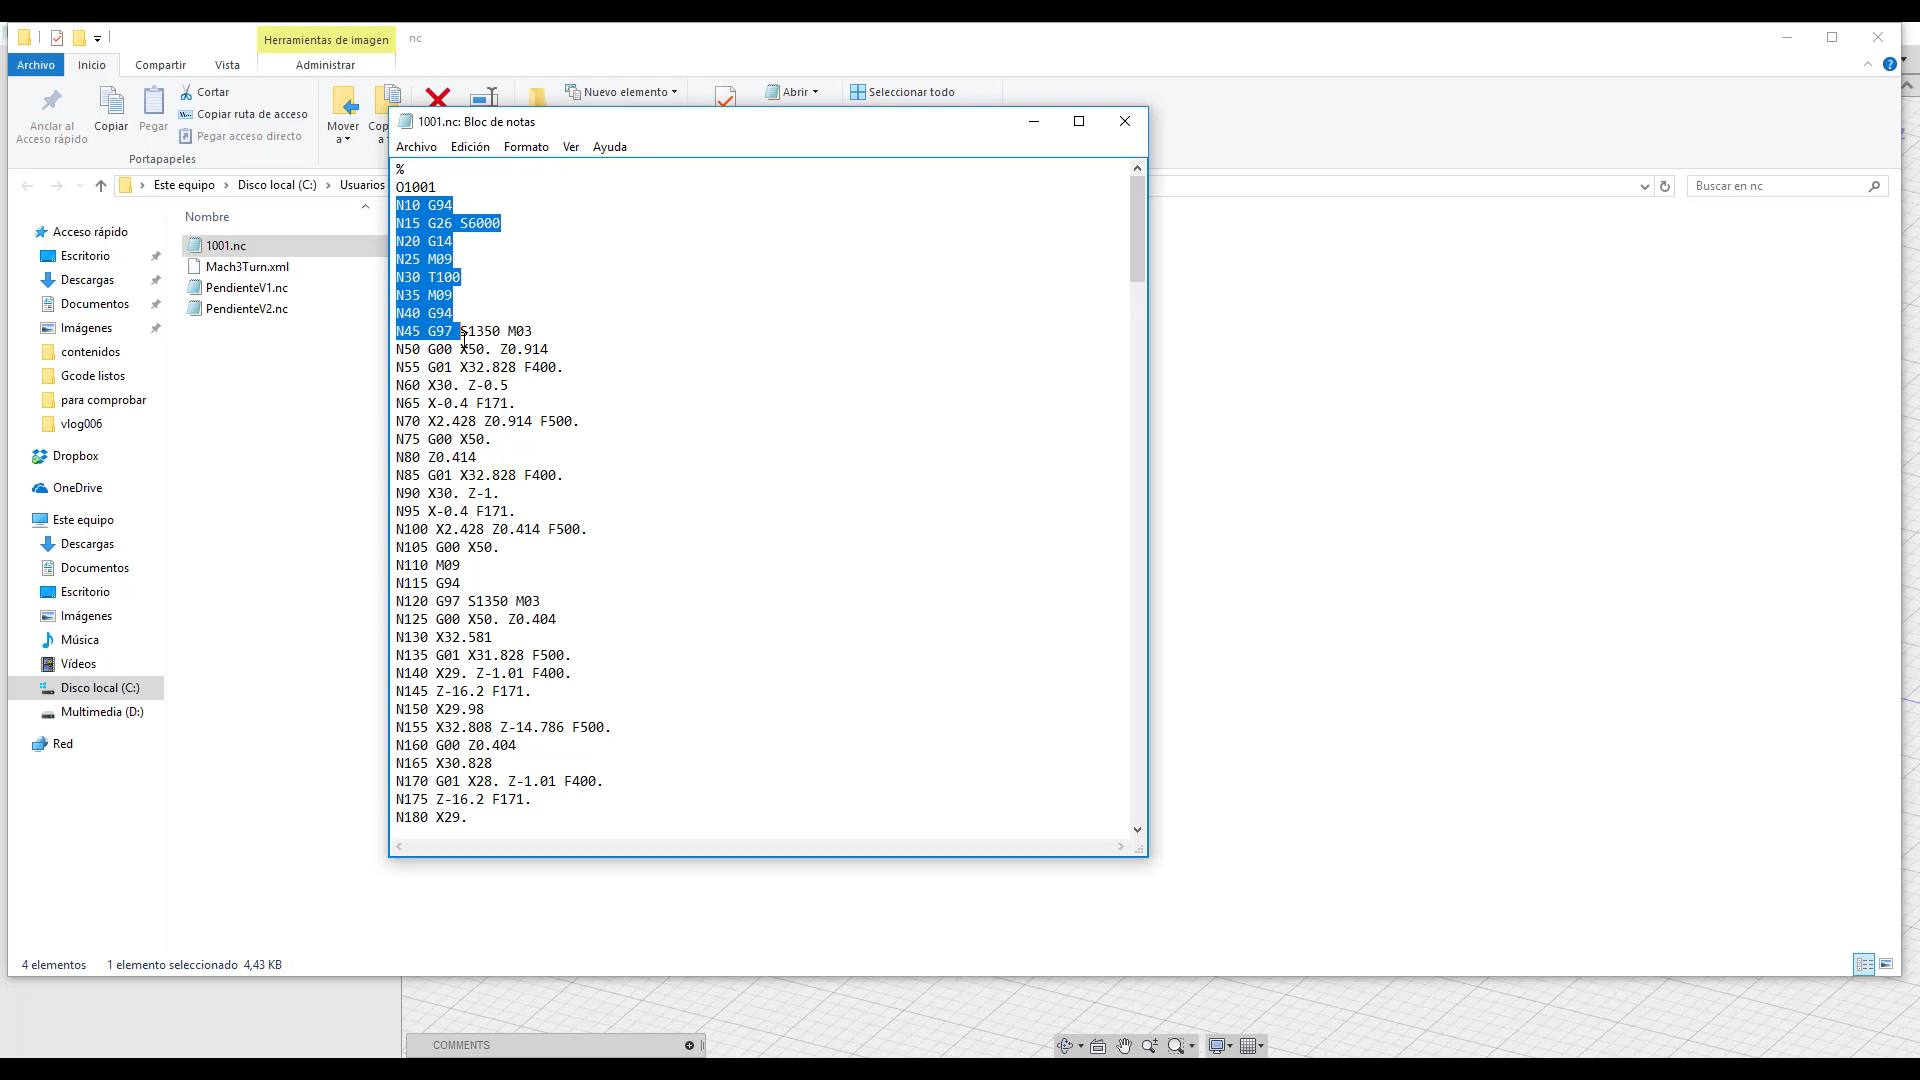 Herramientas de imagen
nc
Archivo
Inicio
Compartir
Vista
Administrar
Anclar al
Acceso rápido
Copiar
Pegar
Cortar
Copiar ruta de acceso
Pegar acceso directo
Portapapeles
Mover
a
Nuevo elemento
Abrir
Seleccionar todo
Este equipo
Disco local (C:)
Usuarios
Buscar en nc
Nombre
1001.nc
Mach3Turn.xml
PendienteV1.nc
PendienteV2.nc
Acceso rápido
Escritorio
Descargas
Documentos
Imágenes
contenidos
Gcode listos
para comprobar
vlog006
Dropbox
OneDrive
Este equipo
Descargas
Documentos
Escritorio
Imágenes
Música
Vídeos
Disco local (C:)
Multimedia (D:)
Red
4 elementos
1 elemento seleccionado 4,43 KB
1001.nc: Bloc de notas
Archivo
Edición
Formato
Ver
Ayuda
%
O1001
N10 G94
N15 G26 S6000
N20 G14
N25 M09
N30 T100
N35 M09
N40 G94
N45 G97 S1350 M03
N50 G00 X50. Z0.914
N55 G01 X32.828 F400.
N60 X30. Z-0.5
N65 X-0.4 F171.
N70 X2.428 Z0.914 F500.
N75 G00 X50.
N80 Z0.414
N85 G01 X32.828 F400.
N90 X30. Z-1.
N95 X-0.4 F171.
N100 X2.428 Z0.414 F500.
N105 G00 X50.
N110 M09
N115 G94
N120 G97 S1350 M03
N125 G00 X50. Z0.404
N130 X32.581
N135 G01 X31.828 F500.
N140 X29. Z-1.01 F400.
N145 Z-16.2 F171.
N150 X29.98
N155 X32.808 Z-14.786 F500.
N160 G00 Z0.404
N165 X30.828
N170 G01 X28. Z-1.01 F400.
N175 Z-16.2 F171.
N180 X29.
COMMENTS